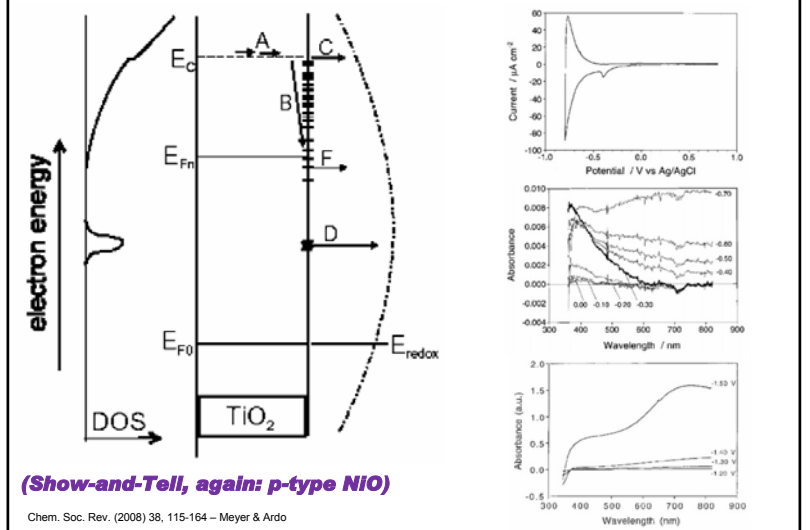 A
C
E_C
B
E_Fn
F
D
electron energy
E_F0
E_redox
TiO₂
DOS
(Show-and-Tell, again: p-type NiO)
Chem. Soc. Rev. (2008) 38, 115-164 – Meyer & Ardo
60
40
20
0
-20
-40
-60
-80
-100
-1.0
-0.5
0.0
0.5
1.0
Current / μA cm⁻²
Potential / V vs Ag/AgCl
0.010
0.008
0.006
0.004
0.002
0.000
-0.002
-0.004
Absorbance
-0.70
-0.60
-0.50
-0.40
0.00 -0.10 -0.20 -0.30
300 400 500 600 700 800 900
Wavelength / nm
2.0
1.5
1.0
0.5
0.0
-0.5
Absorbance (a.u.)
-1.50 V
-1.40 V
-1.30 V
-1.20 V
300 400 500 600 700 800 900
Wavelength (nm)